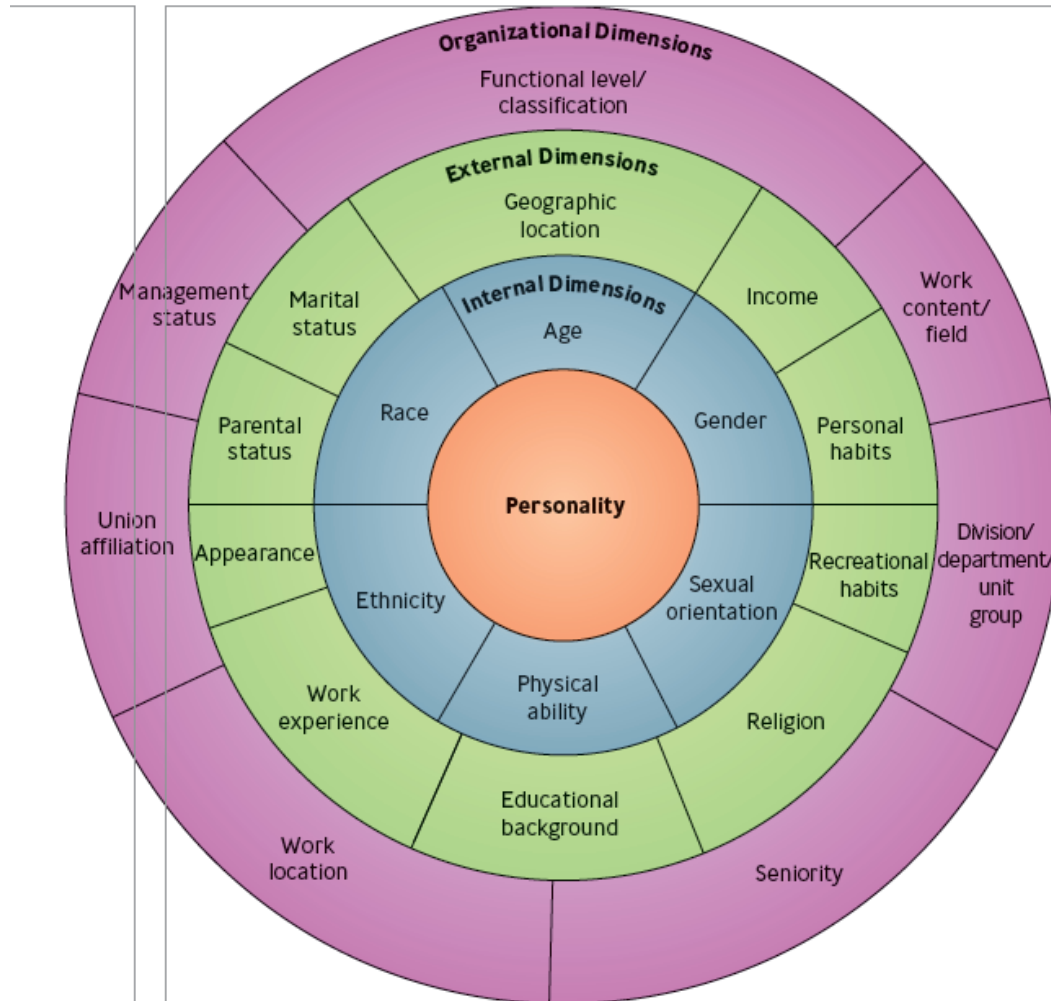 Organizational Dimensions
Functional level/
classification
External Dimensions
Geographic
location
Internal Dimensions
Age
Marital
status
Income
Management
status
Work
content/
field
Race
Gender
Parental
status
Personal
habits
Personality
Union
affiliation
Appearance
Ethnicity
Sexual
orientation
Recreational
habits
Division/
department/
unit
group
Physical
ability
Work
experience
Religion
Educational
background
Work
location
Seniority